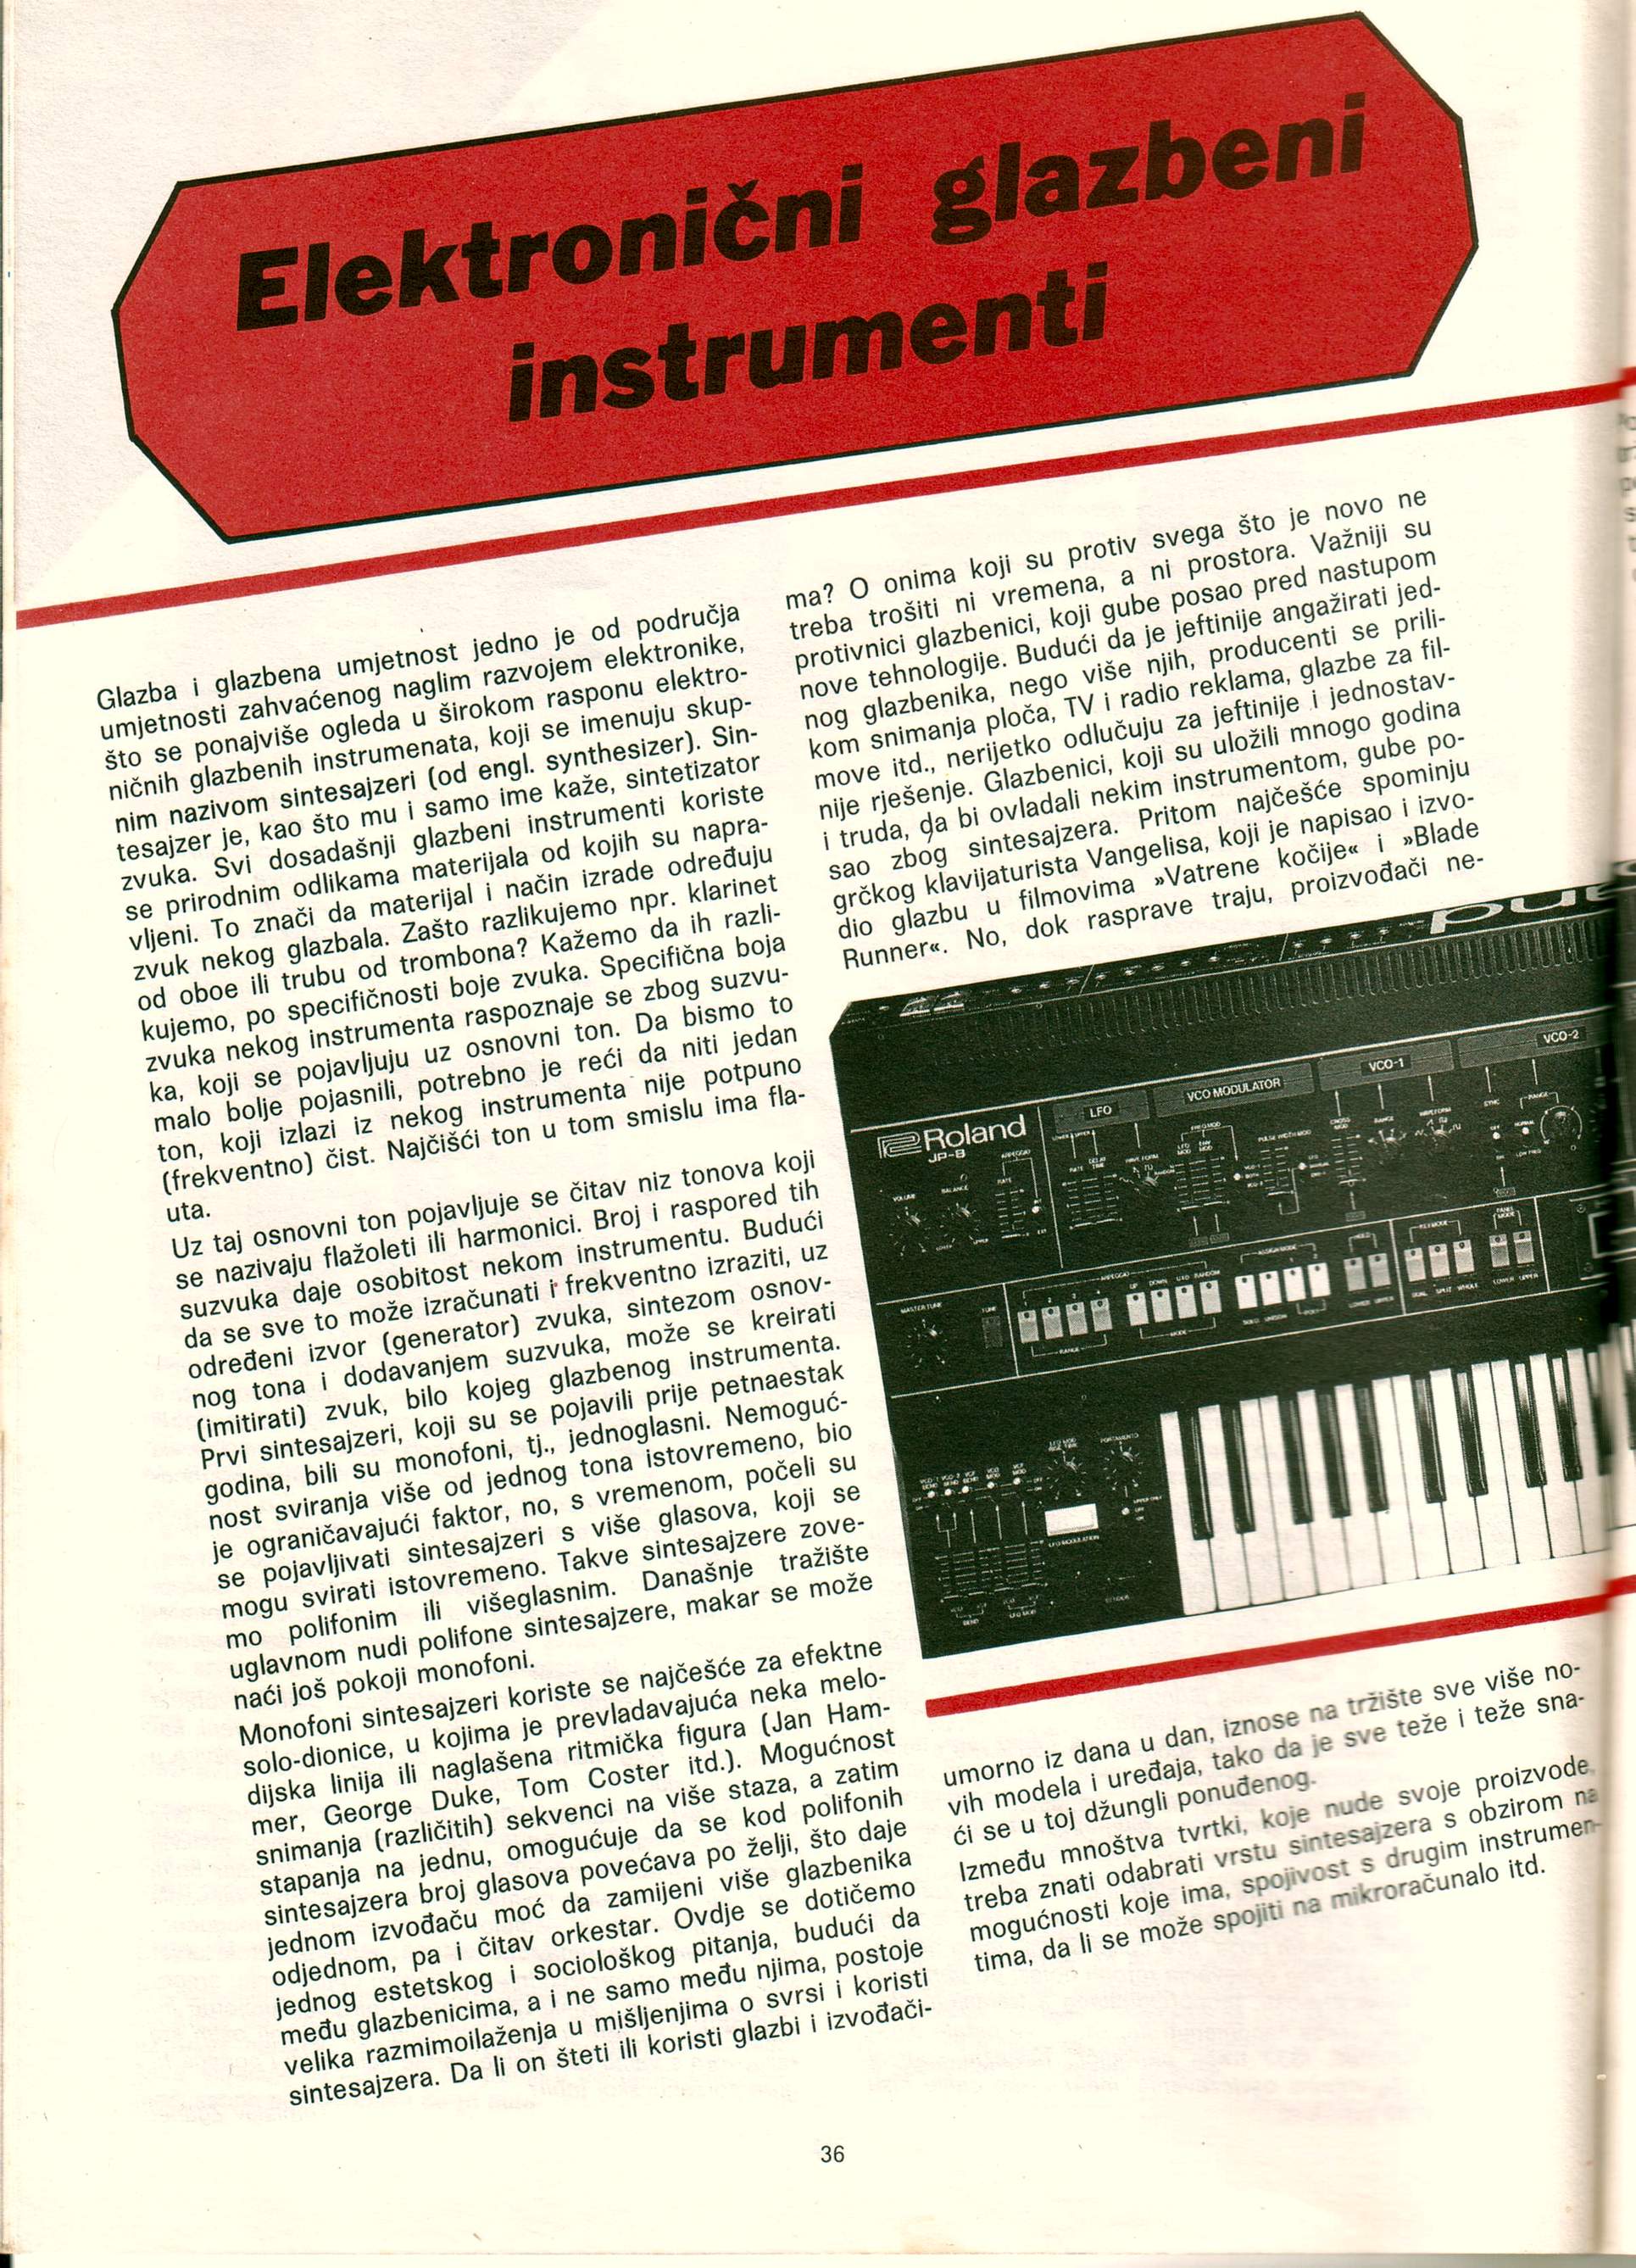 Elektronični glazbeni
instrumenti
Glazba i glazbena umjetnost jedno je od područja
umjetnosti zahvaćenog naglim razvojem elektronike,
što se ponajviše ogleda u širokom rasponu elektro-
ničnih glazbenih instrumenata, koji se imenuju skup-
nim nazivom sintesajzeri (od engl. synthesizer). Sin-
tesajzer je, kao što mu i samo ime kaže, sintetizator
zvuka. Svi dosadašnji glazbeni instrumenti koriste
se prirodnim odlikama materijala od kojih su napra-
vljeni. To znači da materijal i način izrade određuju
zvuk nekog glazbala. Zašto razlikujemo npr. klarinet
od oboe ili trubu od trombona? Kažemo da ih razli-
kujemo, po specifičnosti boje zvuka. Specifična boja
zvuka nekog instrumenta raspoznaje se zbog suzvu-
ka, koji se pojavljuju uz osnovni ton. Da bismo to
malo bolje pojasnili, potrebno je reći da niti jedan
ton, koji izlazi iz nekog instrumenta nije potpuno
(frekventno) čist. Najčišći ton u tom smislu ima fla-
uta.
Uz taj osnovni ton pojavljuje se čitav niz tonova koji
se nazivaju flažoleti ili harmonici. Broj i raspored tih
suzvuka daje osobitost nekom instrumentu. Budući
da se sve to može izračunati i frekventno izraziti, uz
određeni izvor (generator) zvuka, sintezom osnov-
nog tona i dodavanjem suzvuka, može se kreirati
(imitirati) zvuk, bilo kojeg glazbenog instrumenta.
Prvi sintesajzeri, koji su se pojavili prije petnaestak
godina, bili su monofoni, tj., jednoglasni. Nemoguć-
nost sviranja više od jednog tona istovremeno, bio
je ograničavajući faktor, no, s vremenom, počeli su
se pojavljivati sintesajzeri s više glasova, koji se
mogu svirati istovremeno. Takve sintesajzere zove-
mo polifonim ili višeglasnim. Današnje tražište
uglavnom nudi polifone sintesajzere, makar se može
naći još pokoji monofoni.
Monofoni sintesajzeri koriste se najčešće za efektne
solo-dionice, u kojima je prevladavajuća neka melo-
dijska linija ili naglašena ritmička figura (Jan Ham-
mer, George Duke, Tom Coster itd.). Mogućnost
snimanja (različitih) sekvenci na više staza, a zatim
stapanja na jednu, omogućuje da se kod polifonih
sintesajzera broj glasova povećava po želji, što daje
jednom izvođaču moć da zamijeni više glazbenika
odjednom, pa i čitav orkestar. Ovdje se dotičemo
jednog estetskog i sociološkog pitanja, budući da
među glazbenicima, a i ne samo među njima, postoje
velika razmimoilaženja u mišljenjima o svrsi i koristi
sintesajzera. Da li on šteti ili koristi glazbi i izvođači-
ma? O onima koji su protiv svega što je novo ne
treba trošiti ni vremena, a ni prostora. Važniji su
protivnici glazbenici, koji gube posao pred nastupom
nove tehnologije. Budući da je jeftinije angažirati jed-
nog glazbenika, nego više njih, producenti se prili-
kom snimanja ploča, TV i radio reklama, glazbe za fil-
move itd., nerijetko odlučuju za jeftinije i jednostav-
nije rješenje. Glazbenici, koji su uložili mnogo godina
i truda, da bi ovladali nekim instrumentom, gube po-
sao zbog sintesajzera. Pritom najčešće spominju
grčkog klavijaturista Vangelisa, koji je napisao i izvo-
dio glazbu u filmovima »Vatrene kočije« i »Blade
Runner«. No, dok rasprave traju, proizvođači ne-
Roland
JP-8
LFO
VCO MODULATOR
VCO-1
VCO-2
umorno iz dana u dan, iznose na tržište sve više no-
vih modela i uređaja, tako da je sve teže i teže sna-
ći se u toj džungli ponuđenog.
Između mnoštva tvrtki, koje nude svoje proizvode,
treba znati odabrati vrstu sintesajzera s obzirom na
mogućnosti koje ima, spojivost s drugim instrumen-
tima, da li se može spojiti na mikroračunalo itd.
36